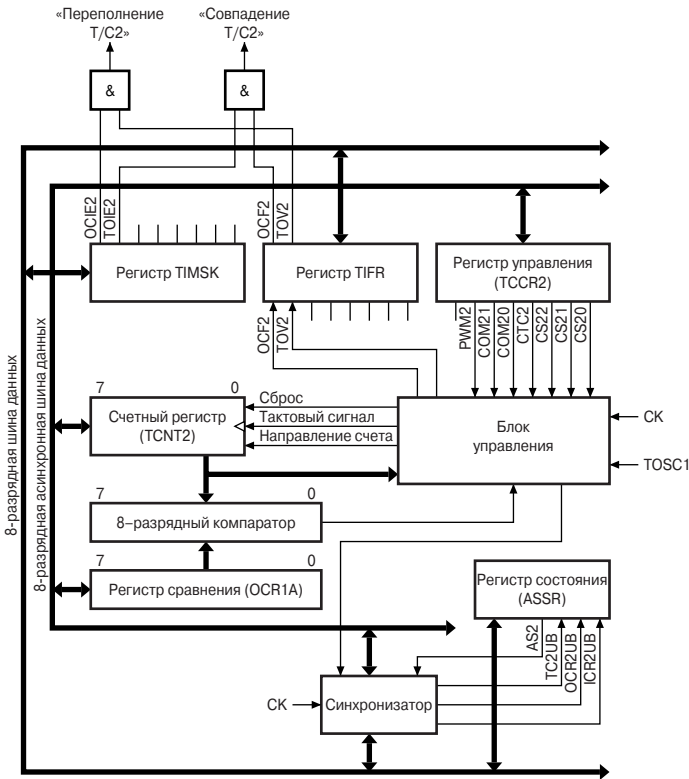 «Переполнение
T/C2»
«Совпадение
T/C2»
&
&
OCIE2
TOIE2
OCF2
TOV2
Регистр TIMSK
Регистр TIFR
Регистр управления
(TCCR2)
OCF2
TOV2
PWM2
COM21
COM20
CTC2
CS22
CS21
CS20
8-разрядная шина данных
8-разрядная асинхронная шина данных
7 0
Счетный регистр
(TCNT2)
Сброс
Тактовый сигнал
Направление счета
Блок
управления
CK
TOSC1
7 0
8–разрядный компаратор
7 0
Регистр сравнения (OCR1A)
Регистр состояния
(ASSR)
AS2
TC2UB
OCR2UB
ICR2UB
CK
Синхронизатор